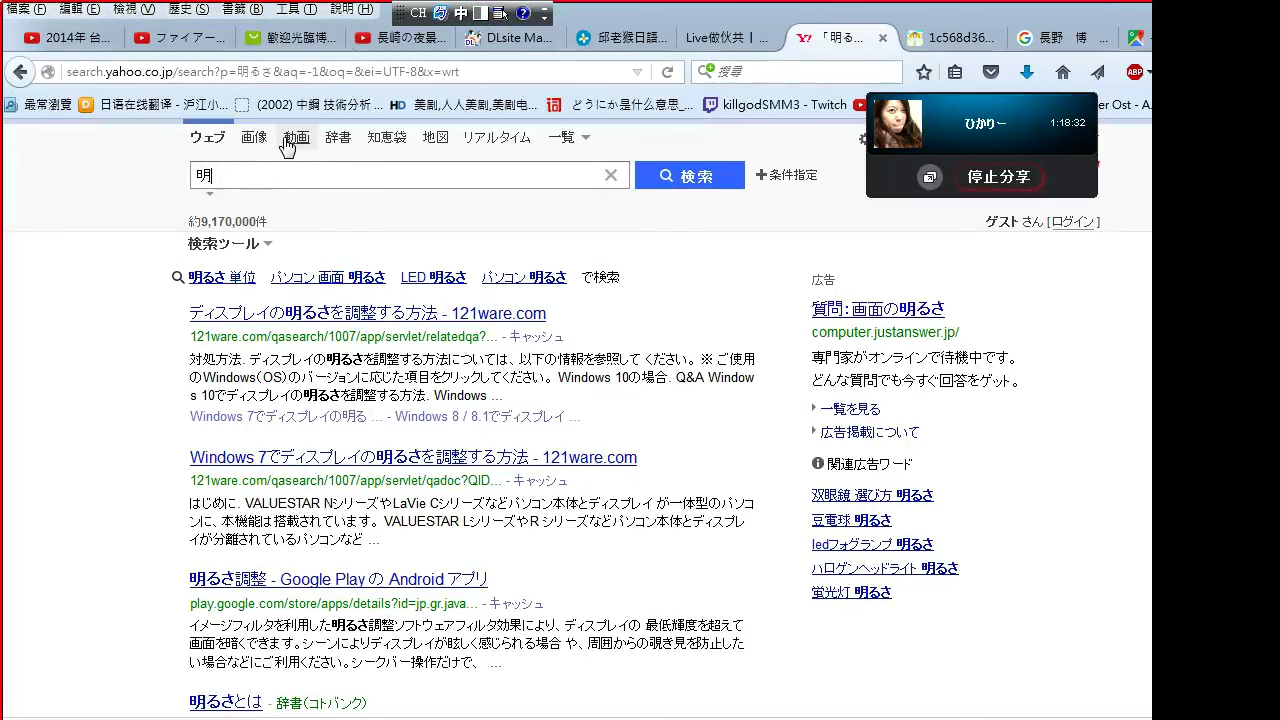 檔案 (F) 編輯 (E) 檢視 (V) 歷史 (S) 書籤 (B) 工具 (T) 說明 (H)
CH 中
2014年 台... ファイアー... 歡迎光臨博... 長崎の夜景... DLsite Ma... 邱老猴日語... Live做伙共 | ... 「明る... 1c568d36... 長野 博 ...
search.yahoo.co.jp/search?p=明るさ&aq=-1&oq=&ei=UTF-8&x=wrt 搜尋 ABP
最常瀏覽 日语在线翻译 - 沪江小... (2002) 中鋼 技術分析 ... HD 美剧,人人美剧,美剧电... どうにか是什么意思_... killgodSMM3 - Twitch er Ost - A...
ひかりー 1:18:32
停止分享
ウェブ 画像 動画 辞書 知恵袋 地図 リアルタイム 一覧
明 検索 +条件指定
約9,170,000件 ゲスト さん [ログイン]
検索ツール
明るさ 単位 パソコン 画面 明るさ LED 明るさ パソコン 明るさ で検索
ディスプレイの明るさを調整する方法 - 121ware.com
121ware.com/qasearch/1007/app/servlet/relatedqa?... - キャッシュ
対処方法. ディスプレイの明るさを調整する方法については、以下の情報を参照してください。 ※ ご使用
のWindows(OS)のバージョンに応じた項目をクリックしてください。 Windows 10の場合. Q&A Window
s 10でディスプレイの明るさを調整する方法. Windows ...
Windows 7でディスプレイの明る ... - Windows 8 / 8.1でディスプレイ ...
Windows 7でディスプレイの明るさを調整する方法 - 121ware.com
121ware.com/qasearch/1007/app/servlet/qadoc?QID... - キャッシュ
はじめに. VALUESTAR NシリーズやLaVie Cシリーズなどパソコン本体とディスプレイ が一体型のパソコ
ンに、本機能は搭載されています。 VALUESTAR LシリーズやR シリーズなどパソコン本体とディスプレ
イが分離されているパソコンなど ...
明るさ調整 - Google Play の Android アプリ
play.google.com/store/apps/details?id=jp.gr.java... - キャッシュ
イメージフィルタを利用した明るさ調整ソフトウェアフィルタ効果により、ディスプレイの 最低輝度を超えて
画面を暗くできます。シーンによりディスプレイが眩しく感じられる場合 や、周囲からの覗き見を防止した
い場合などにご利用ください。シークバー操作だけで、 ...
明るさとは - 辞書(コトバンク)
広告
質問:画面の明るさ
computer.justanswer.jp/
専門家がオンラインで待機中です。
どんな質問でも今すぐ回答をゲット。
一覧を見る
広告掲載について
関連広告ワード
双眼鏡 選び方 明るさ
豆電球 明るさ
ledフォグランプ 明るさ
ハロゲンヘッドライト 明るさ
蛍光灯 明るさ